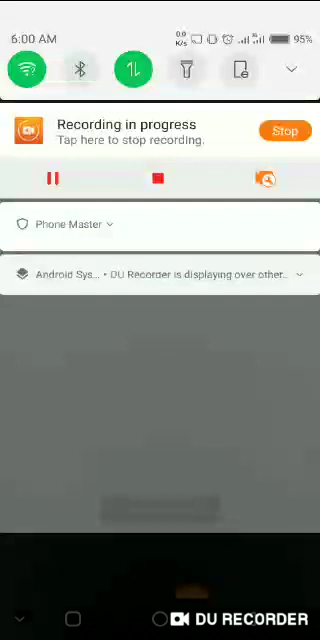 6:00 AM 0.0 K/s 95%
Recording in progress
Stop
Tap here to stop recording.
Phone Master
Android Sys... • DU Recorder is displaying over other..
DU RECORDER